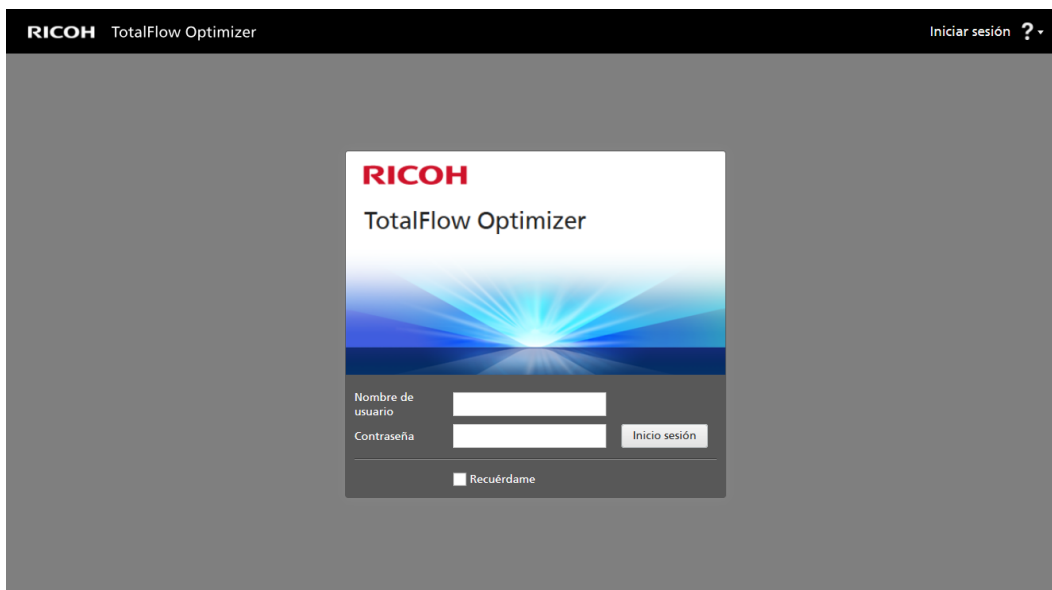 RICOH TotalFlow Optimizer
Iniciar sesión ?
RICOH
TotalFlow Optimizer
Nombre de
usuario
Contraseña
Inicio sesión
Recuérdame